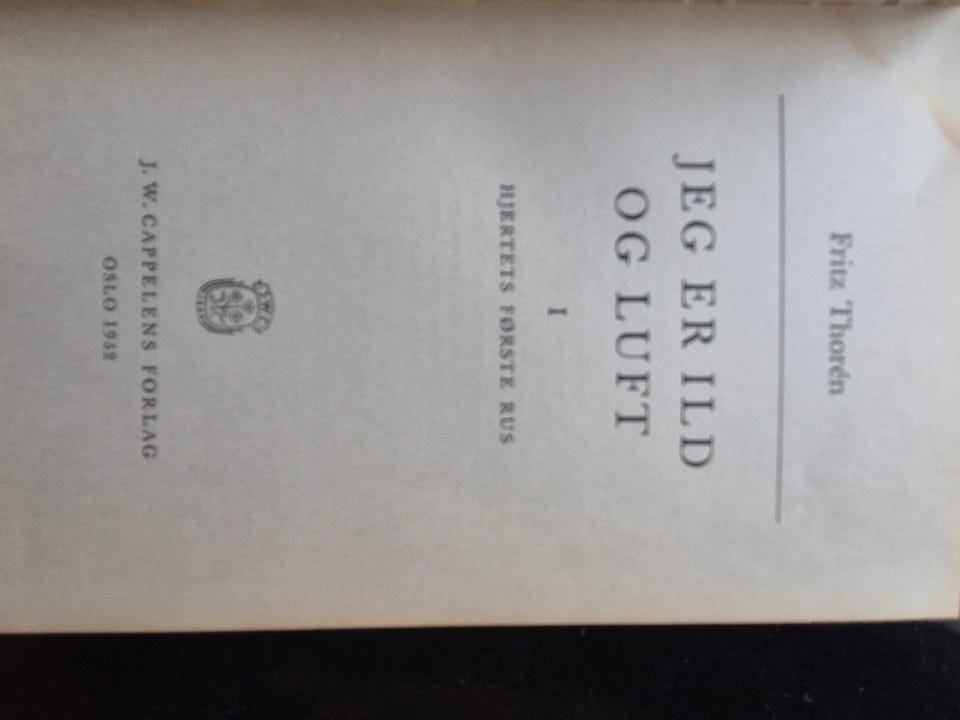 Fritz Thorén
JEG ER ILD
OG LUFT
I
HJERTETS FØRSTE RUS
J. W. CAPPELENS FORLAG
OSLO 1952